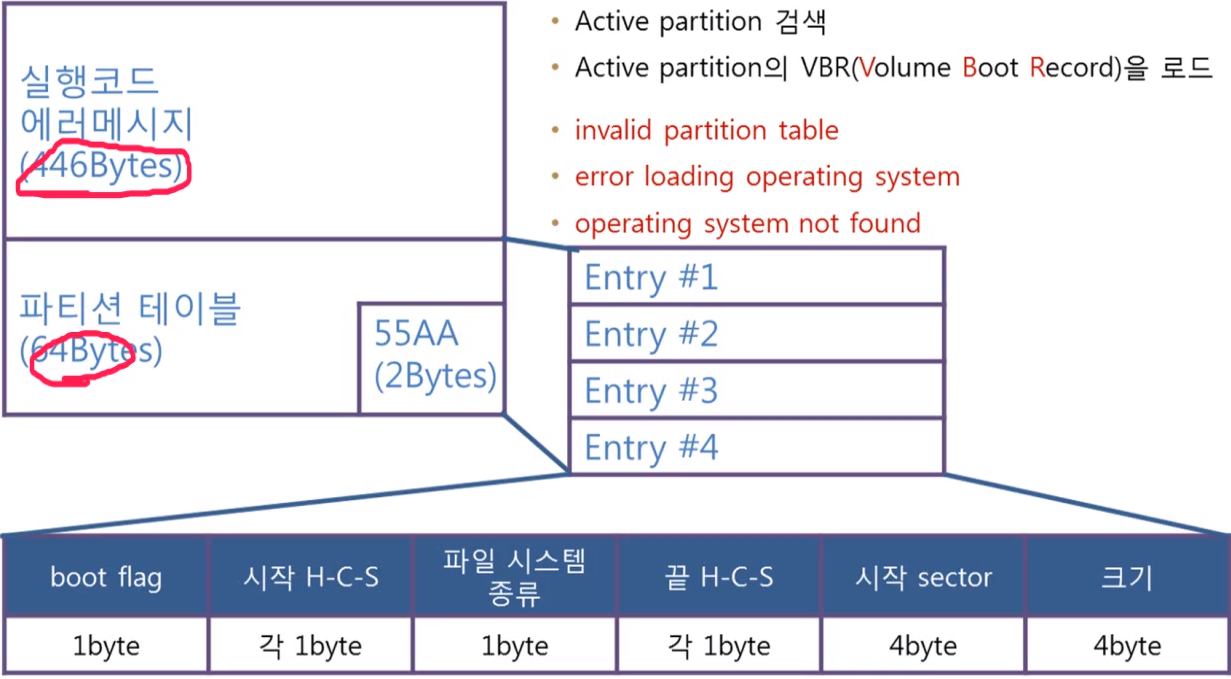 실행코드
에러메시지
(446Bytes)
• Active partition 검색
• Active partition의 VBR(Volume Boot Record)을 로드
• invalid partition table
• error loading operating system
• operating system not found
파티션 테이블
(64Bytes)
55AA
(2Bytes)
Entry #1
Entry #2
Entry #3
Entry #4
boot flag
시작 H-C-S
파일 시스템
종류
끝 H-C-S
시작 sector
크기
1byte
각 1byte
1byte
각 1byte
4byte
4byte